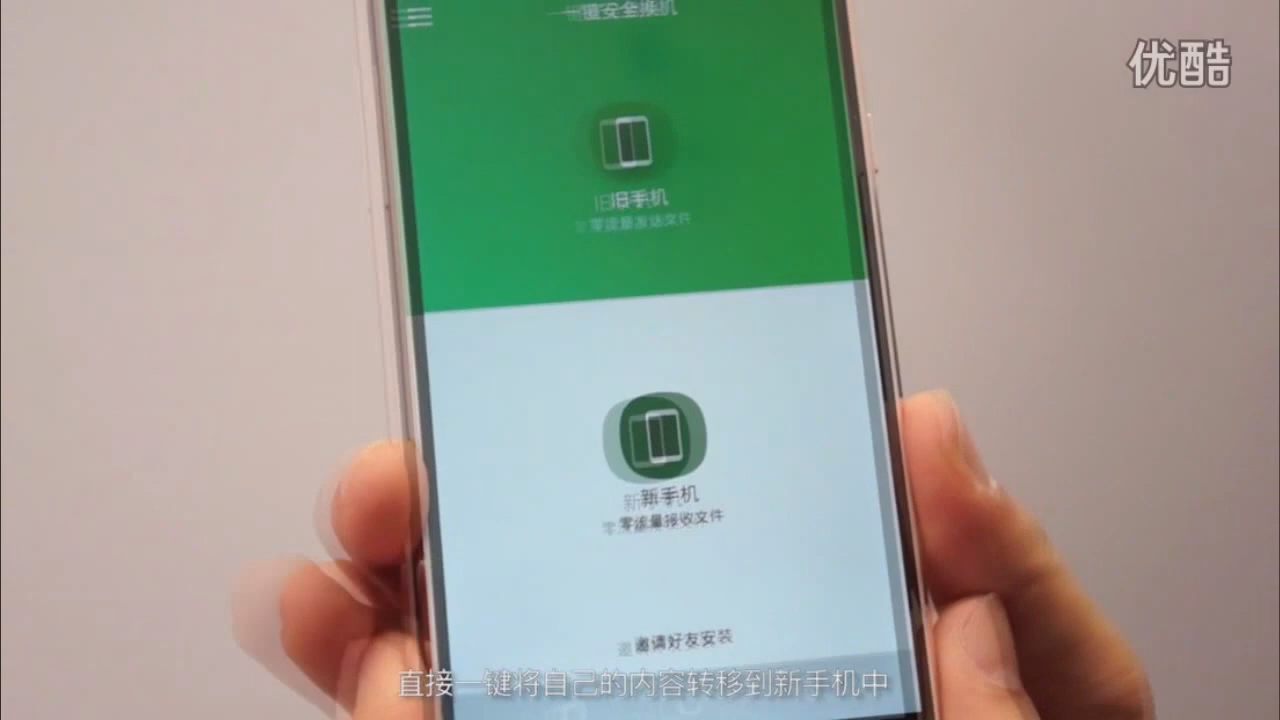 优酷
一键安全换机
旧手机
零流量发送文件
新手机
零流量接收文件
邀请好友安装
直接一键将自己的内容转移到新手机中